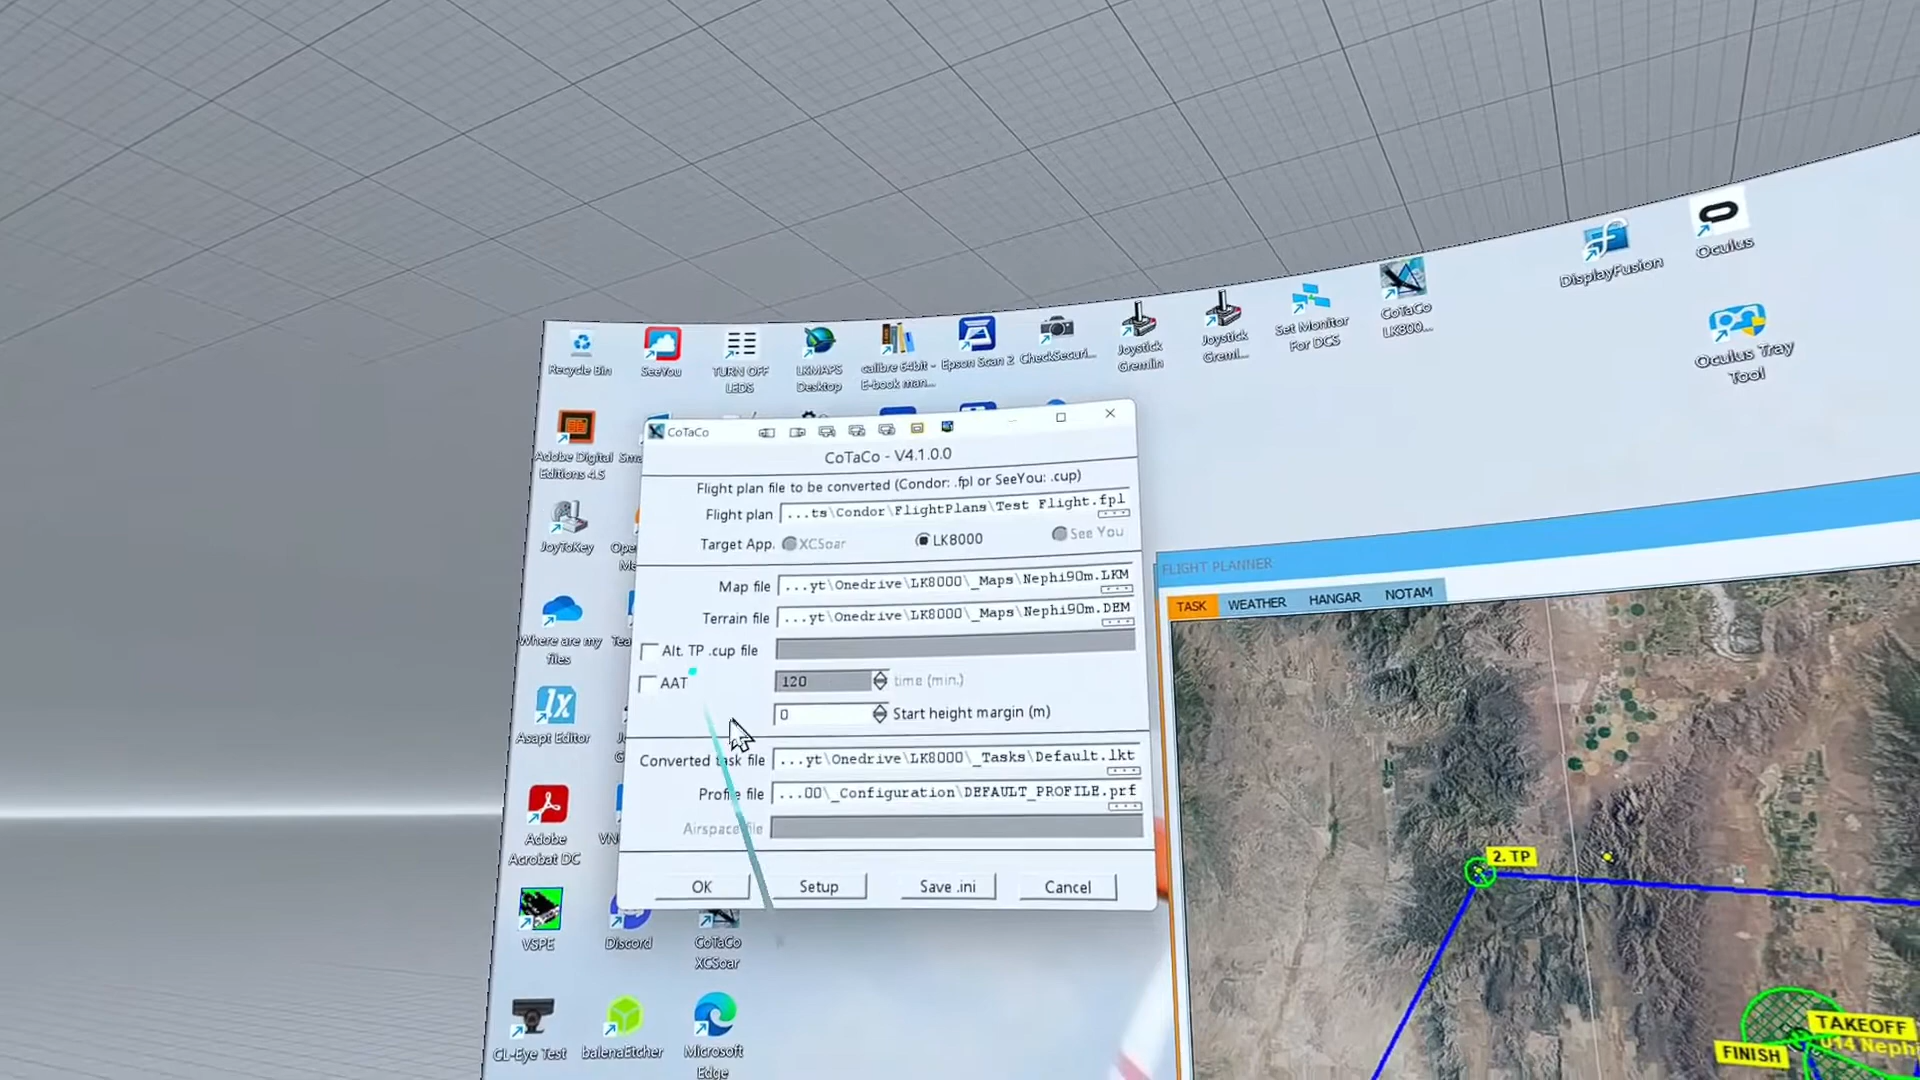 Recycle Bin
SeeYou
TURN OFF
LEDS
LKMAPS
Desktop
calibre 64bit -
E-book man...
Epson Scan 2
CheckSecuri...
Joystick
Gremlin
Joystick
Greml...
Set Monitor
For DCS
CoTaCo
LK800...
DisplayFusion
Oculus
Oculus Tray
Tool
Adobe Digital
Editions 4.5
JoyToKey
Where are my
files
Asapt Editor
Adobe
Acrobat DC
VSPE
Discord
CoTaCo
XCSoar
CL-Eye Test
balenaEtcher
Microsoft
Edge
CoTaCo
CoTaCo - V4.1.0.0
Flight plan file to be converted (Condor: .fpl or SeeYou: .cup)
Flight plan ...ts\Condor\FlightPlans\Test Flight.fpl
Target App. XCSoar LK8000 See You
Map file ...yt\Onedrive\LK8000\_Maps\Nephi90m.LKM
Terrain file ...yt\Onedrive\LK8000\_Maps\Nephi90m.DEM
Alt. TP .cup file
AAT 120 time (min.)
0 Start height margin (m)
Converted task file ...yt\Onedrive\LK8000\_Tasks\Default.lkt
Profile file ...00\_Configuration\DEFAULT_PROFILE.prf
Airspace file
OK Setup Save .ini Cancel
FLIGHT PLANNER
TASK WEATHER HANGAR NOTAM
2. TP
TAKEOFF
FINISH